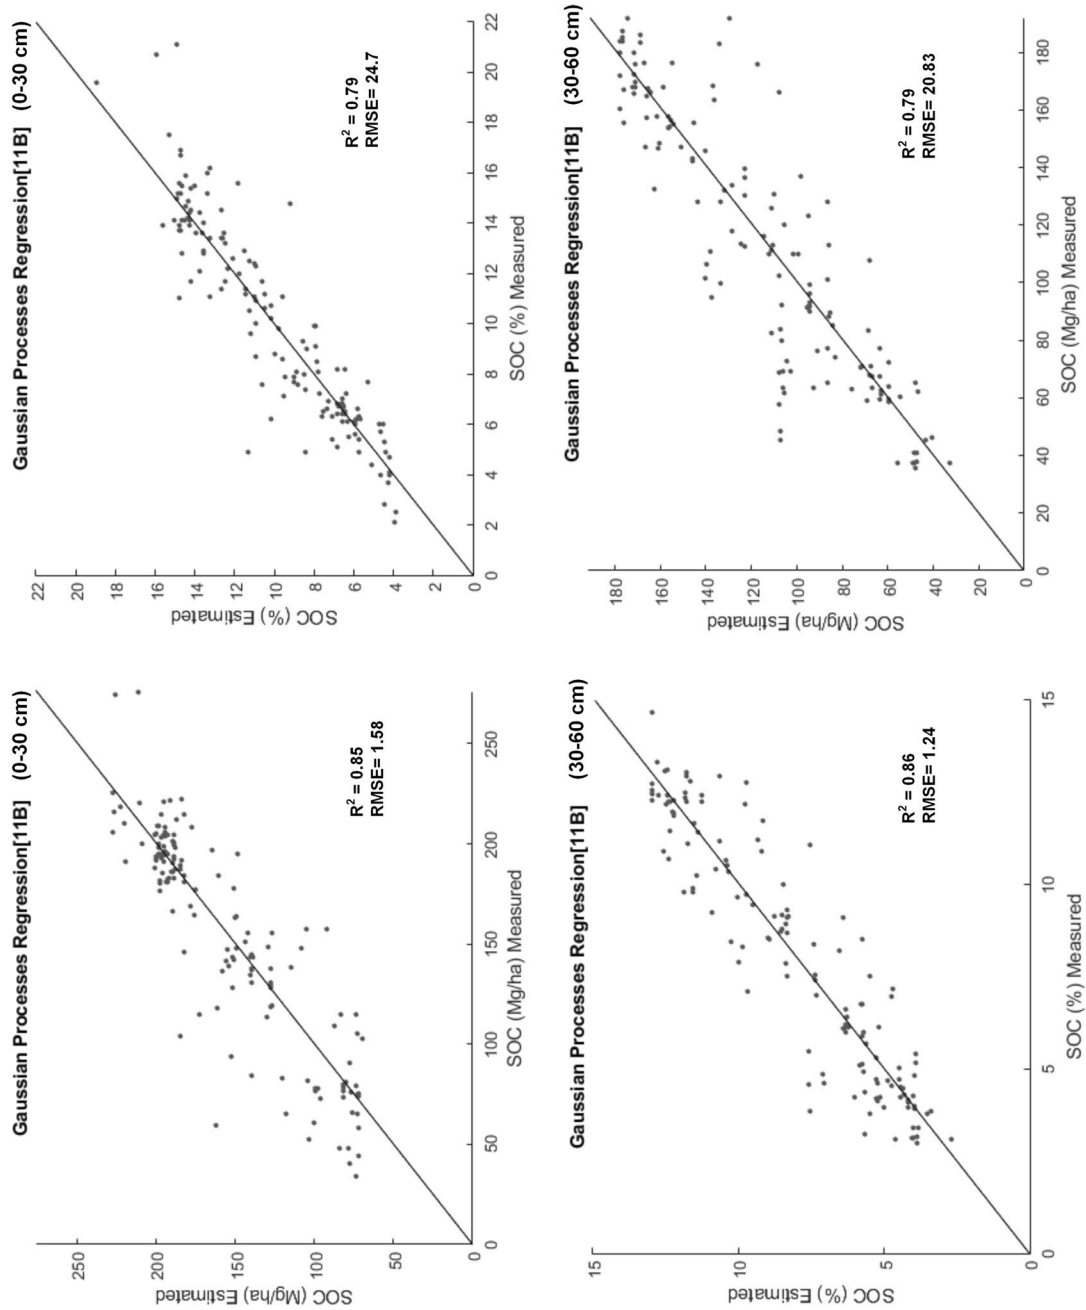 Gaussian Processes Regression[11B] (0-30 cm)
SOC (Mg/ha) Estimated
250
200
150
100
50
0
R² = 0.85
RMSE= 1.58
0 50 100 150 200 250
SOC (Mg/ha) Measured
Gaussian Processes Regression[11B] (0-30 cm)
SOC (%) Estimated
22
20
18
16
14
12
10
8
6
4
2
0
R² = 0.79
RMSE= 24.7
0 2 4 6 8 10 12 14 16 18 20 22
SOC (%) Measured
Gaussian Processes Regression[11B] (30-60 cm)
SOC (%) Estimated
15
10
5
0
R² = 0.86
RMSE= 1.24
0 5 10 15
SOC (%) Measured
Gaussian Processes Regression[11B] (30-60 cm)
SOC (Mg/ha) Estimated
180
160
140
120
100
80
60
40
20
0
R² = 0.79
RMSE= 20.83
0 20 40 60 80 100 120 140 160 180
SOC (Mg/ha) Measured